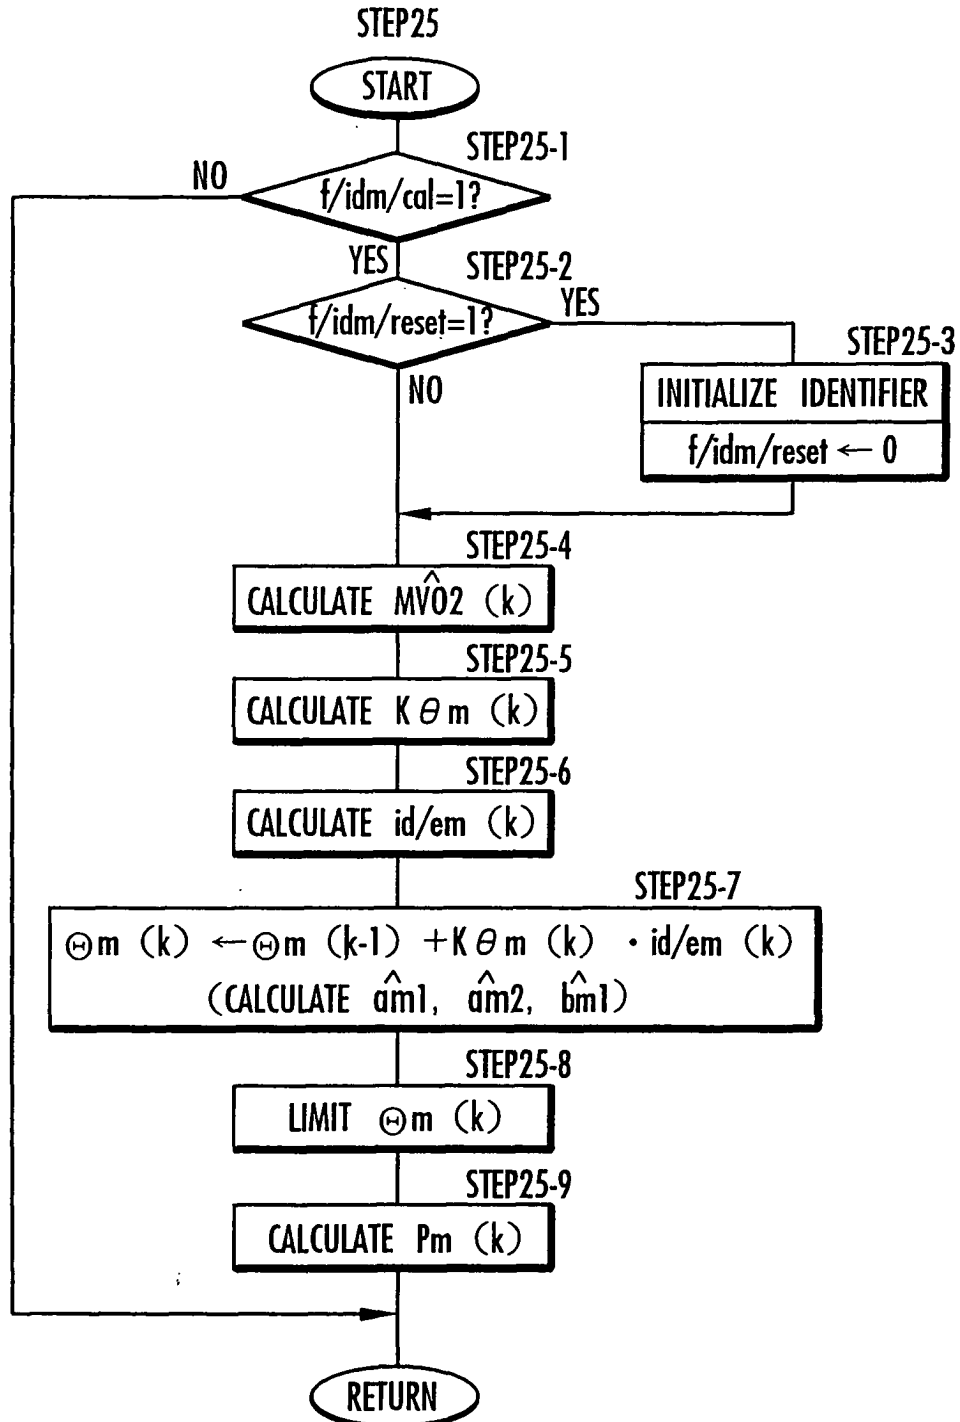 STEP25
START
STEP25-1
NO
f/idm/cal=1?
YES
STEP25-2
f/idm/reset=1?
YES
NO
STEP25-3
INITIALIZE IDENTIFIER
f/idm/reset ← 0
STEP25-4
CALCULATE MV̂O2 (k)
STEP25-5
CALCULATE Kθm (k)
STEP25-6
CALCULATE id/em (k)
STEP25-7
Θm (k) ← Θm (k-1) +Kθm (k) · id/em (k)
(CALCULATE âm1, âm2, b̂m1)
STEP25-8
LIMIT Θm (k)
STEP25-9
CALCULATE Pm (k)
RETURN